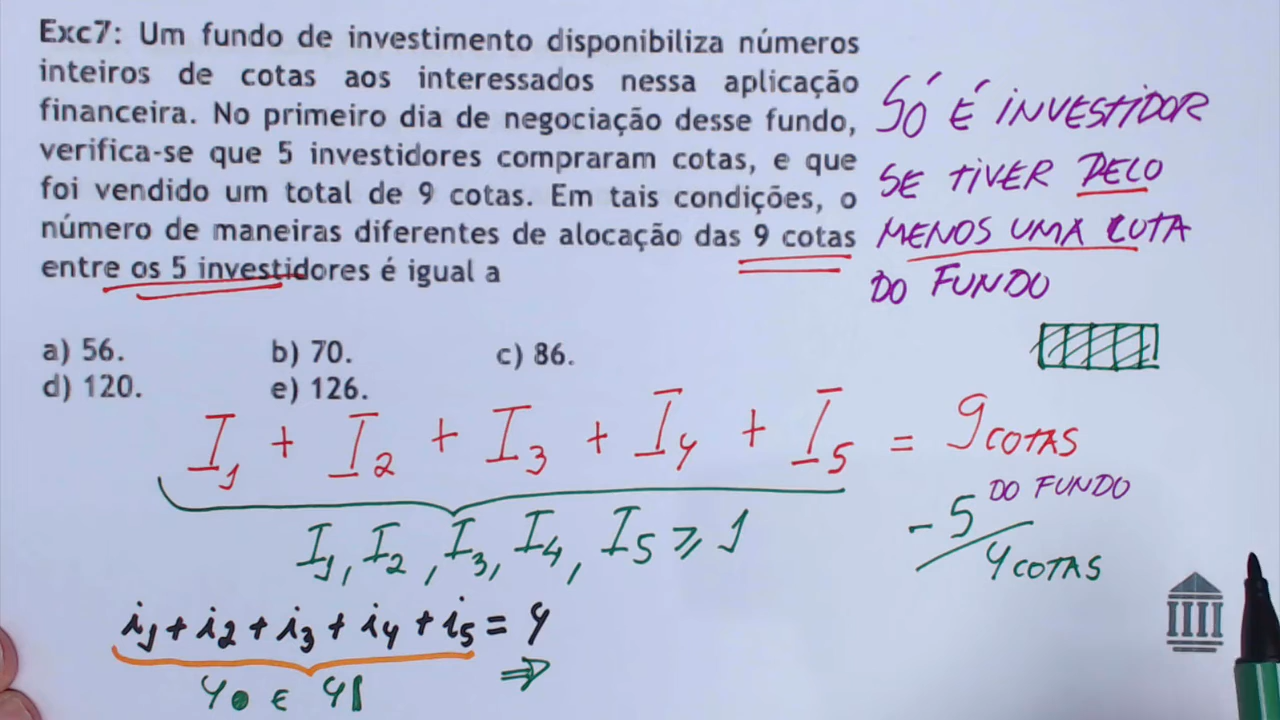 Exc7: Um fundo de investimento disponibiliza números
inteiros de cotas aos interessados nessa aplicação
financeira. No primeiro dia de negociação desse fundo,
verifica-se que 5 investidores compraram cotas, e que
foi vendido um total de 9 cotas. Em tais condições, o
número de maneiras diferentes de alocação das 9 cotas
entre os 5 investidores é igual a
SÓ É INVESTIDOR
SE TIVER PELO
MENOS UMA COTA
DO FUNDO
a) 56. b) 70. c) 86.
d) 120. e) 126.
I1 + I2 + I3 + I4 + I5 = 9 COTAS
DO FUNDO
- 5
4 COTAS
I1, I2, I3, I4, I5 ⩾ 1
i1 + i2 + i3 + i4 + i5 = 4
⇒
4● E 4|